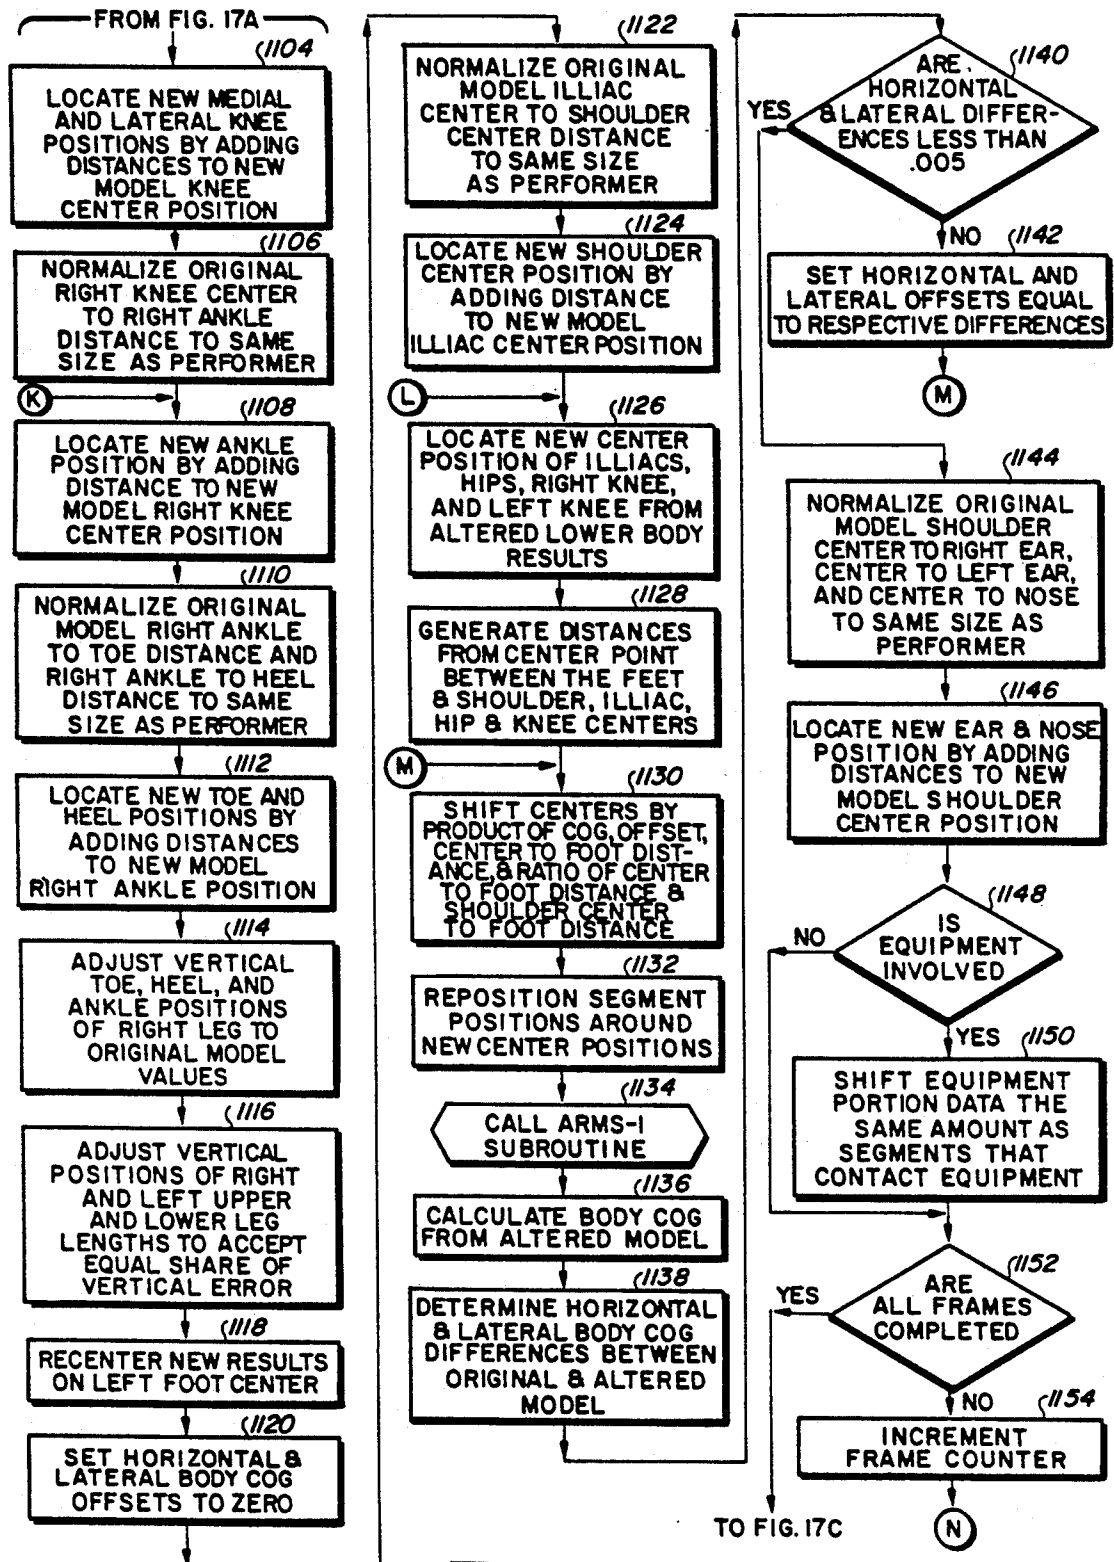 FROM FIG. 17A
1104
LOCATE NEW MEDIAL
AND LATERAL KNEE
POSITIONS BY ADDING
DISTANCES TO NEW
MODEL KNEE
CENTER POSITION
1106
NORMALIZE ORIGINAL
RIGHT KNEE CENTER
TO RIGHT ANKLE
DISTANCE TO SAME
SIZE AS PERFORMER
K
1108
LOCATE NEW ANKLE
POSITION BY ADDING
DISTANCE TO NEW
MODEL RIGHT KNEE
CENTER POSITION
1110
NORMALIZE ORIGINAL
MODEL RIGHT ANKLE
TO TOE DISTANCE AND
RIGHT ANKLE TO HEEL
DISTANCE TO SAME
SIZE AS PERFORMER
1112
LOCATE NEW TOE AND
HEEL POSITIONS BY
ADDING DISTANCES
TO NEW MODEL
RIGHT ANKLE POSITION
1114
ADJUST VERTICAL
TOE, HEEL, AND
ANKLE POSITIONS
OF RIGHT LEG TO
ORIGINAL MODEL
VALUES
1116
ADJUST VERTICAL
POSITIONS OF RIGHT
AND LEFT UPPER
AND LOWER LEG
LENGTHS TO ACCEPT
EQUAL SHARE OF
VERTICAL ERROR
1118
RECENTER NEW RESULTS
ON LEFT FOOT CENTER
1120
SET HORIZONTAL &
LATERAL BODY COG
OFFSETS TO ZERO
1122
NORMALIZE ORIGINAL
MODEL ILLIAC
CENTER TO SHOULDER
CENTER DISTANCE
TO SAME SIZE
AS PERFORMER
1124
LOCATE NEW SHOULDER
CENTER POSITION BY
ADDING DISTANCE
TO NEW MODEL
ILLIAC CENTER POSITION
L
1126
LOCATE NEW CENTER
POSITION OF ILLIACS,
HIPS, RIGHT KNEE,
AND LEFT KNEE FROM
ALTERED LOWER BODY
RESULTS
1128
GENERATE DISTANCES
FROM CENTER POINT
BETWEEN THE FEET
& SHOULDER, ILLIAC,
HIP & KNEE CENTERS
M
1130
SHIFT CENTERS BY
PRODUCT OF COG, OFFSET,
CENTER TO FOOT DIST-
ANCE, & RATIO OF CENTER
TO FOOT DISTANCE &
SHOULDER CENTER
TO FOOT DISTANCE
1132
REPOSITION SEGMENT
POSITIONS AROUND
NEW CENTER POSITIONS
1134
CALL ARMS-1
SUBROUTINE
1136
CALCULATE BODY COG
FROM ALTERED MODEL
1138
DETERMINE HORIZONTAL
& LATERAL BODY COG
DIFFERENCES BETWEEN
ORIGINAL & ALTERED
MODEL
1140
ARE
HORIZONTAL
& LATERAL DIFFER-
ENCES LESS THAN
.005
YES
NO
1142
SET HORIZONTAL AND
LATERAL OFFSETS EQUAL
TO RESPECTIVE DIFFERENCES
M
1144
NORMALIZE ORIGINAL
MODEL SHOULDER
CENTER TO RIGHT EAR,
CENTER TO LEFT EAR,
AND CENTER TO NOSE
TO SAME SIZE AS
PERFORMER
1146
LOCATE NEW EAR & NOSE
POSITION BY ADDING
DISTANCES TO NEW
MODEL SHOULDER
CENTER POSITION
1148
IS
EQUIPMENT
INVOLVED
NO
YES
1150
SHIFT EQUIPMENT
PORTION DATA THE
SAME AMOUNT AS
SEGMENTS THAT
CONTACT EQUIPMENT
1152
ARE
ALL FRAMES
COMPLETED
YES
NO
1154
INCREMENT
FRAME COUNTER
TO FIG. 17C
N